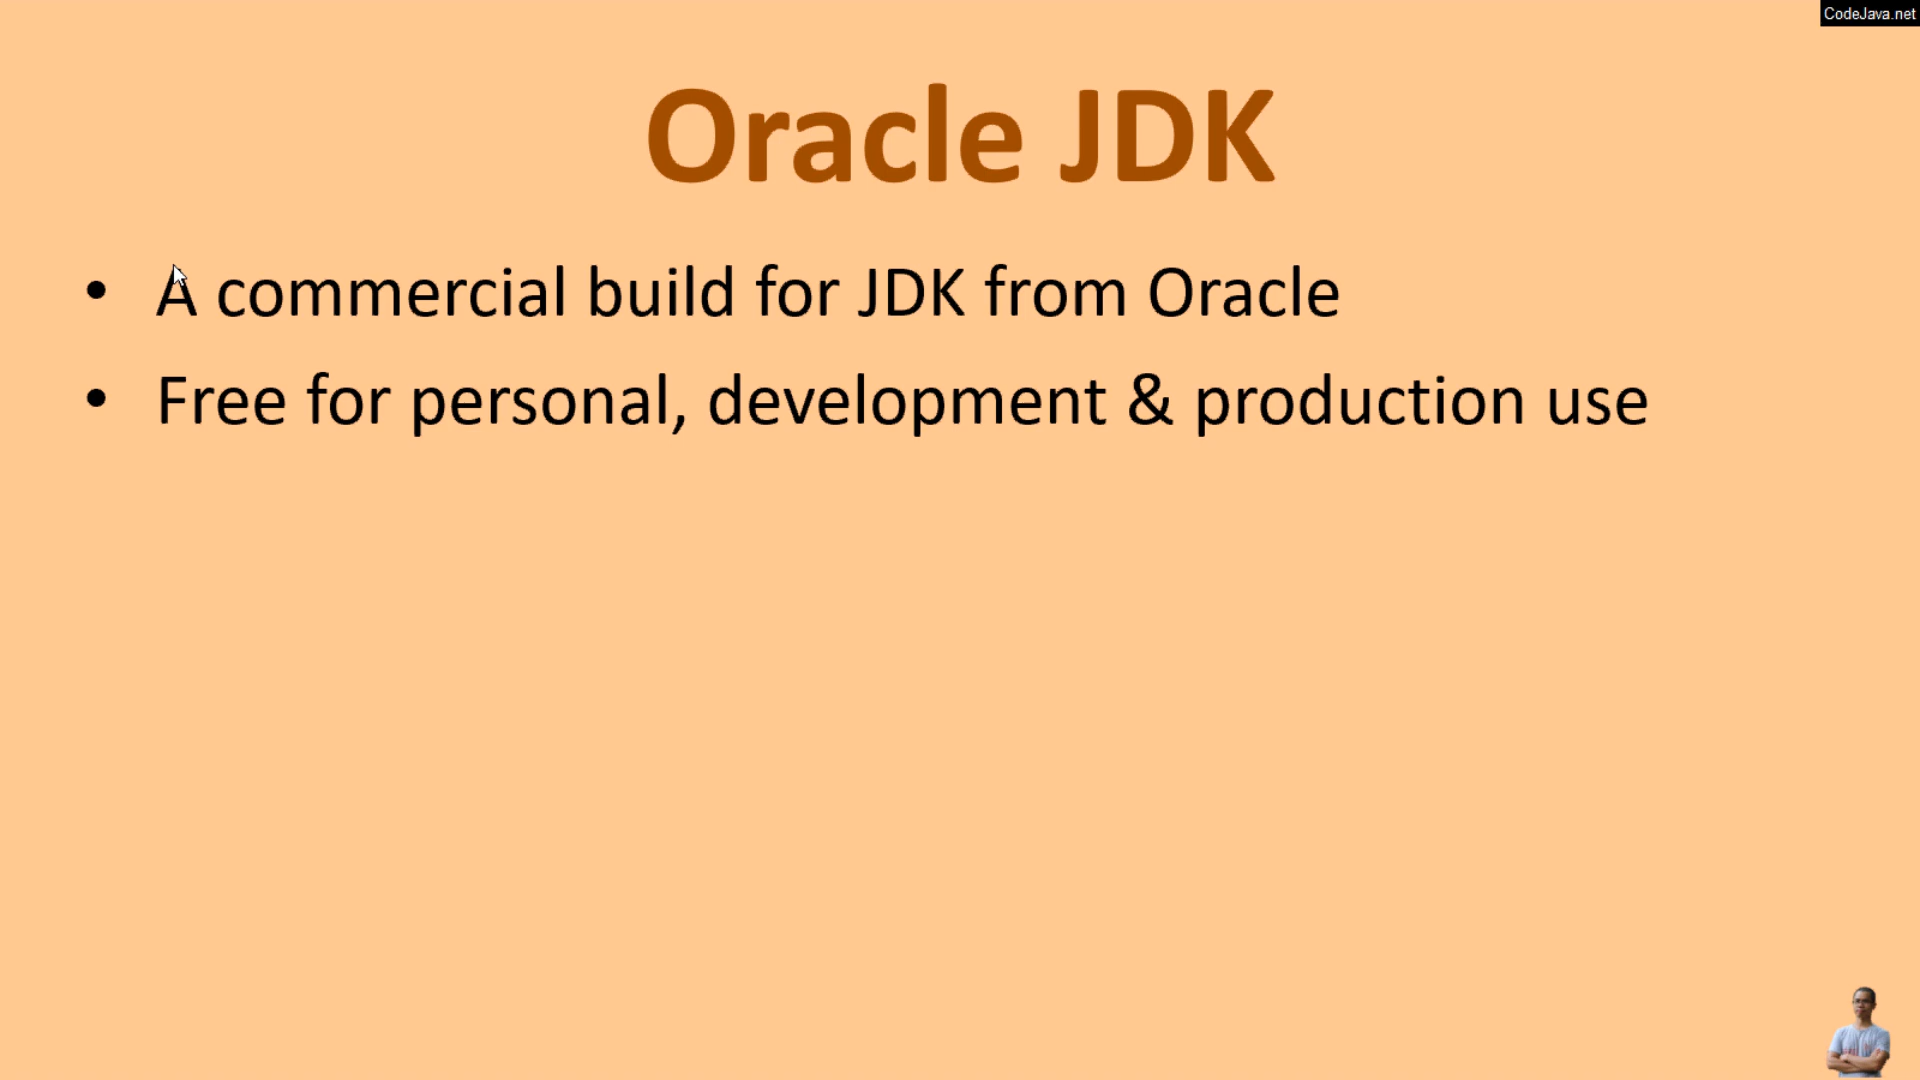 CodeJava.net
Oracle JDK
• A commercial build for JDK from Oracle
• Free for personal, development & production use